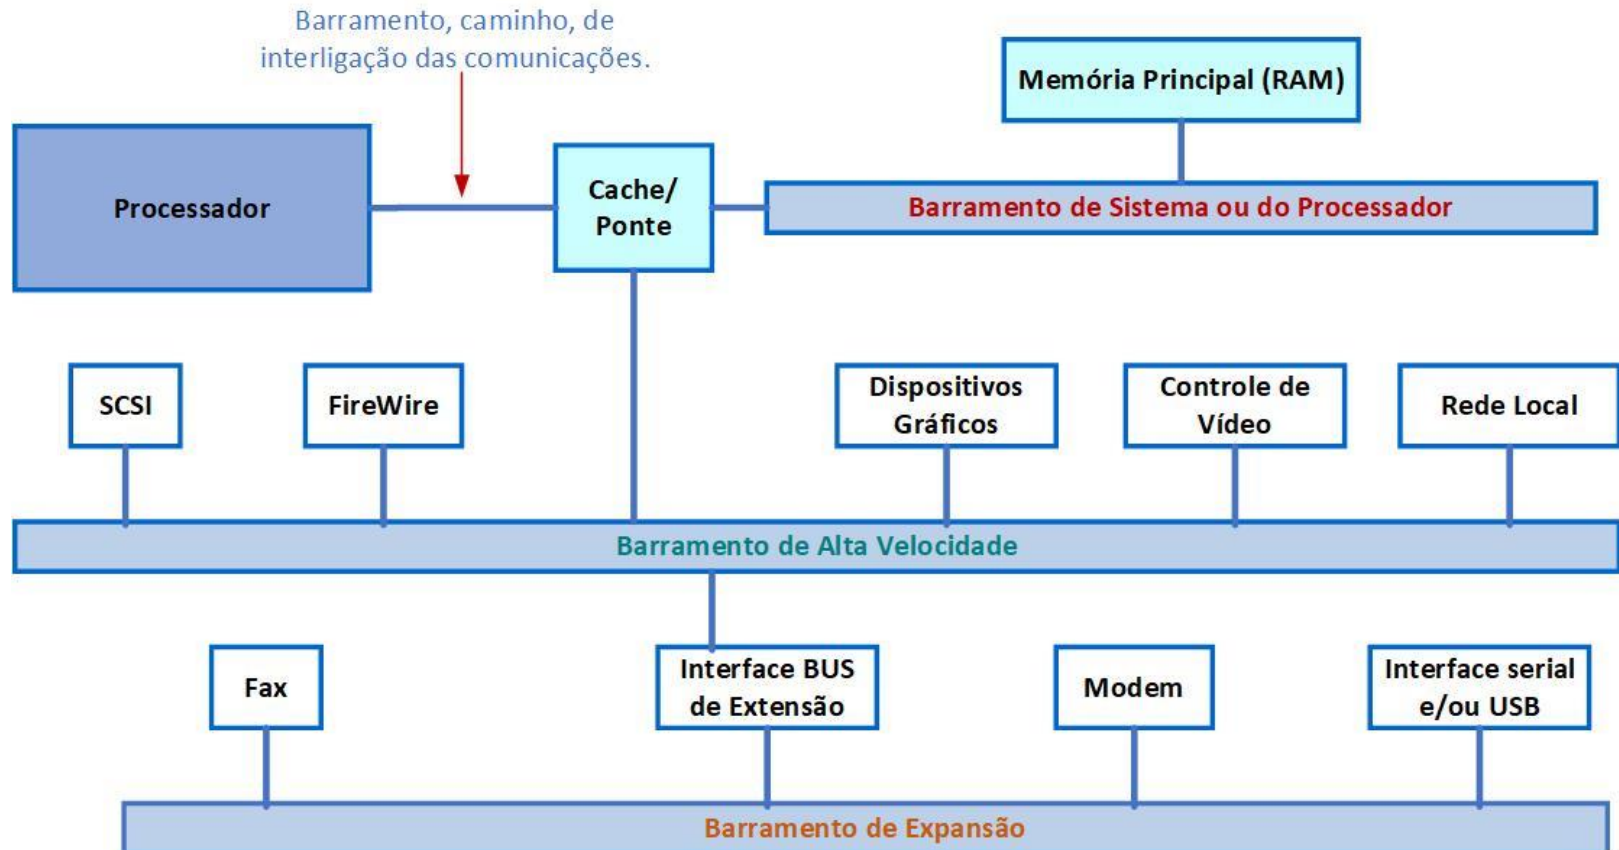 Barramento, caminho, de
interligação das comunicações.
Memória Principal (RAM)
Processador
Cache/
Ponte
Barramento de Sistema ou do Processador
SCSI
FireWire
Dispositivos
Gráficos
Controle de
Vídeo
Rede Local
Barramento de Alta Velocidade
Fax
Interface BUS
de Extensão
Modem
Interface serial
e/ou USB
Barramento de Expansão